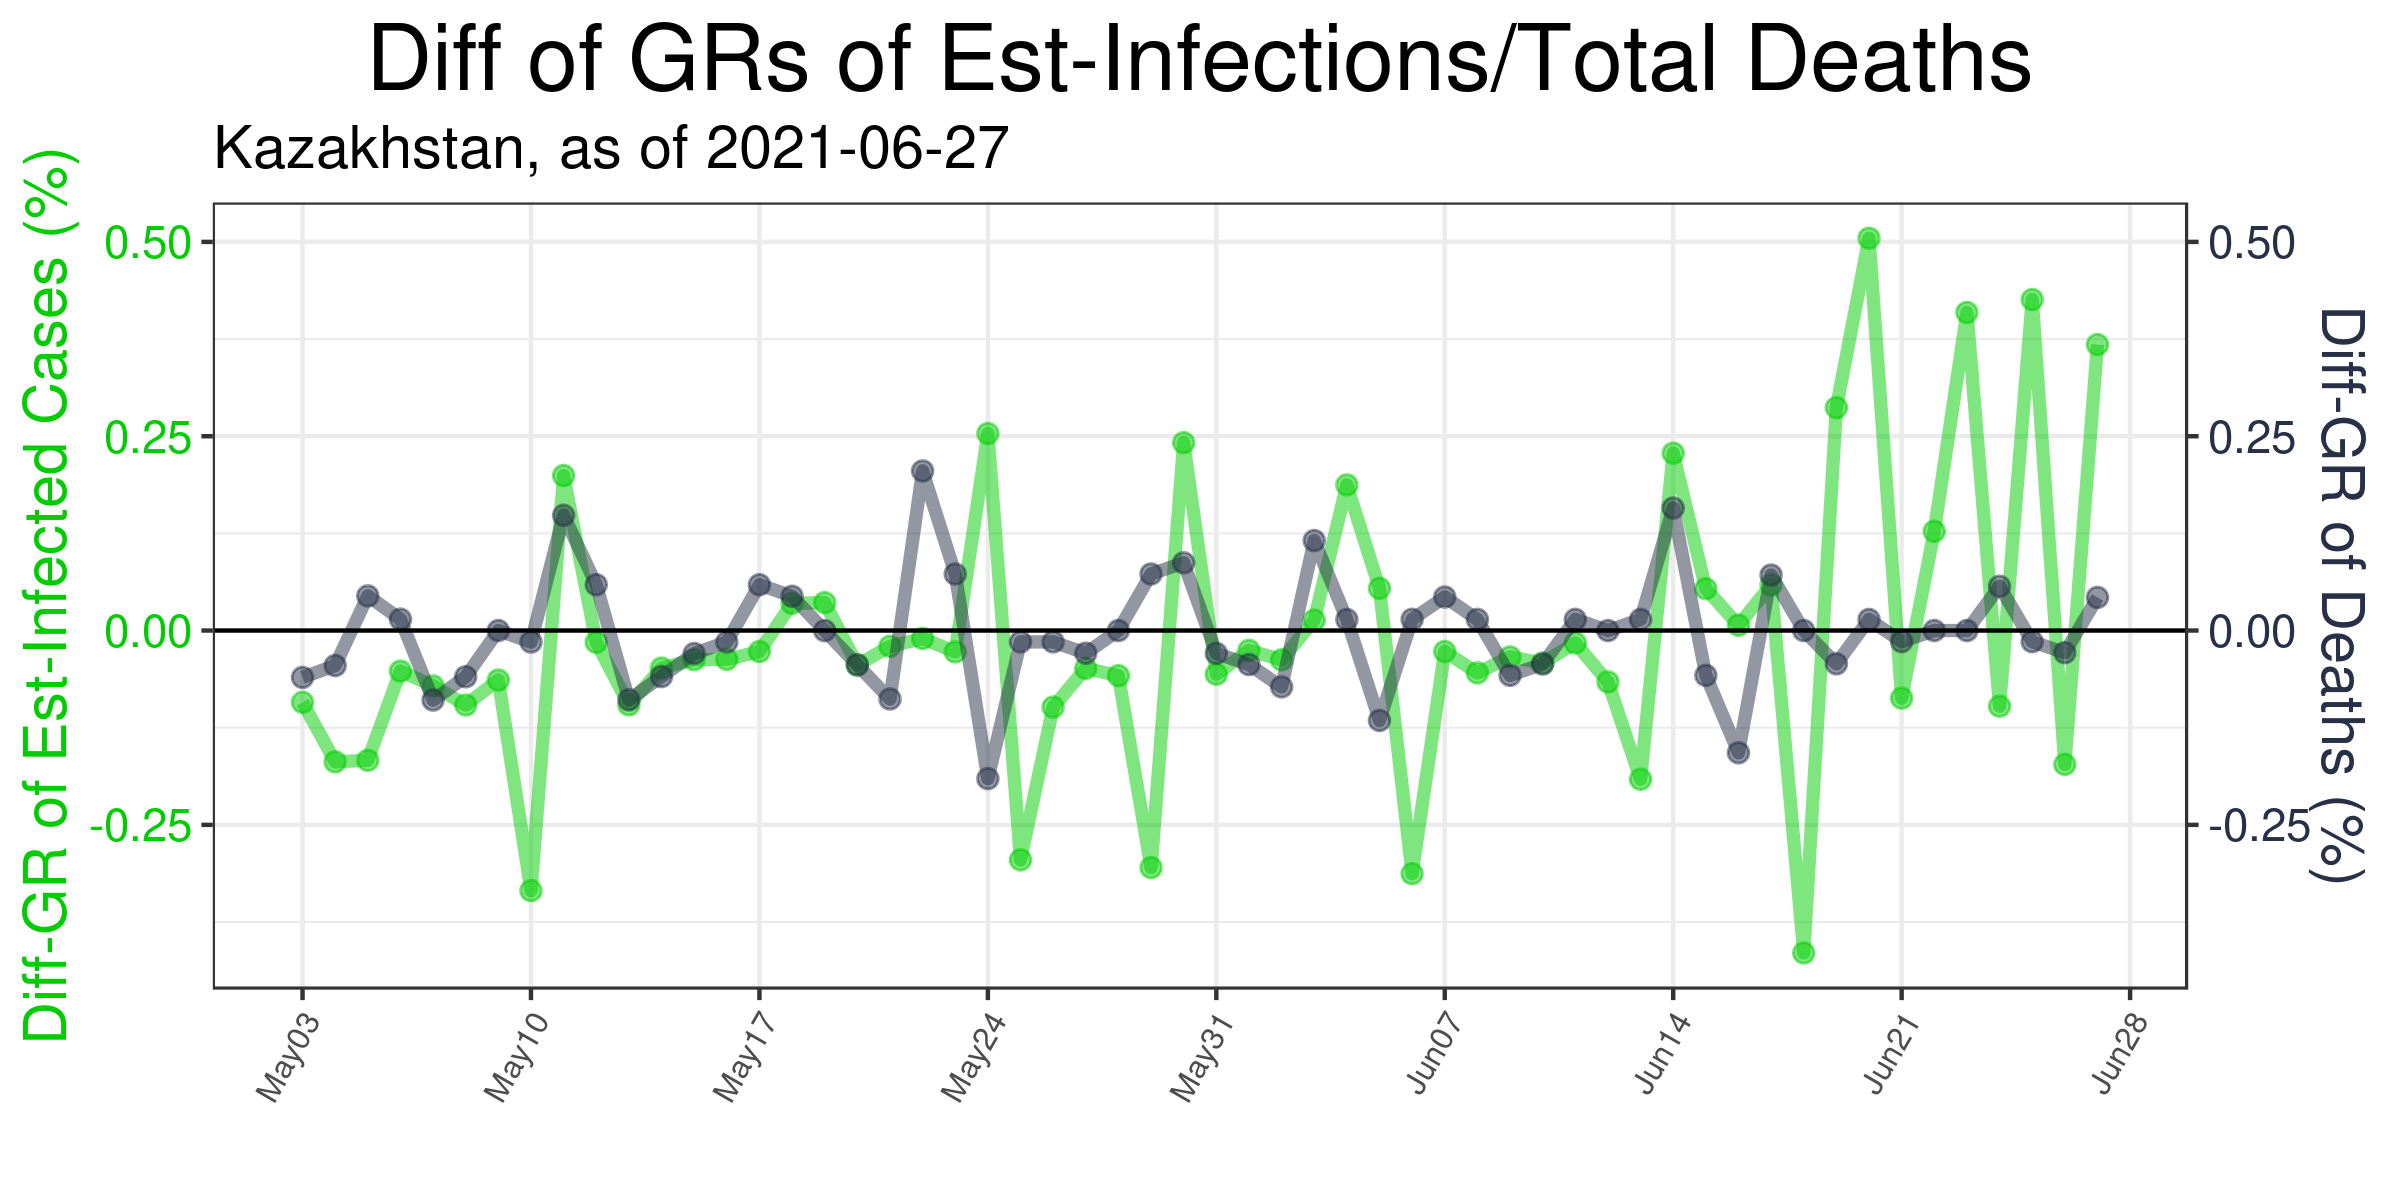 Diff of GRs of Est-Infections/Total Deaths
Kazakhstan, as of 2021-06-27
Diff-GR of Est-Infected Cases (%)
0.50
0.25
0.00
-0.25
0.50
0.25
0.00
-0.25
Diff-GR of Deaths (%)
May03
May10
May17
May24
May31
Jun07
Jun14
Jun21
Jun28